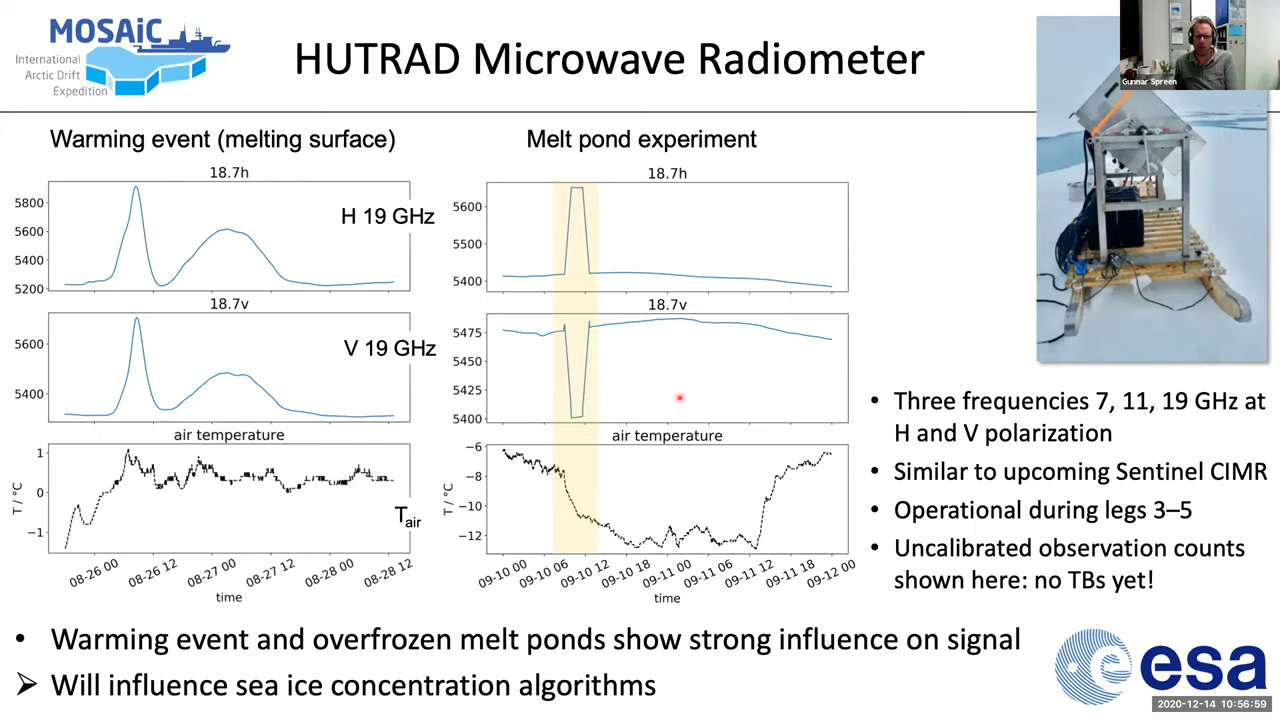 MOSAiC
International
Arctic Drift
Expedition
HUTRAD Microwave Radiometer
Gunnar Spreen
Warming event (melting surface)
18.7h
5800
5600
5400
5200
H 19 GHz
18.7v
5600
5400
V 19 GHz
air temperature
1
0
−1
T / °C
Tair
08-26 00
08-26 12
08-27 00
08-27 12
08-28 00
08-28 12
time
Melt pond experiment
18.7h
5600
5500
5400
18.7v
5475
5450
5425
5400
air temperature
−6
−8
−10
−12
T / °C
09-10 00
09-10 06
09-10 12
09-10 18
09-11 00
09-11 06
09-11 12
09-11 18
09-12 00
time
• Three frequencies 7, 11, 19 GHz at
H and V polarization
• Similar to upcoming Sentinel CIMR
• Operational during legs 3–5
• Uncalibrated observation counts
shown here: no TBs yet!
• Warming event and overfrozen melt ponds show strong influence on signal
➢ Will influence sea ice concentration algorithms
esa
2020-12-14 10:56:59